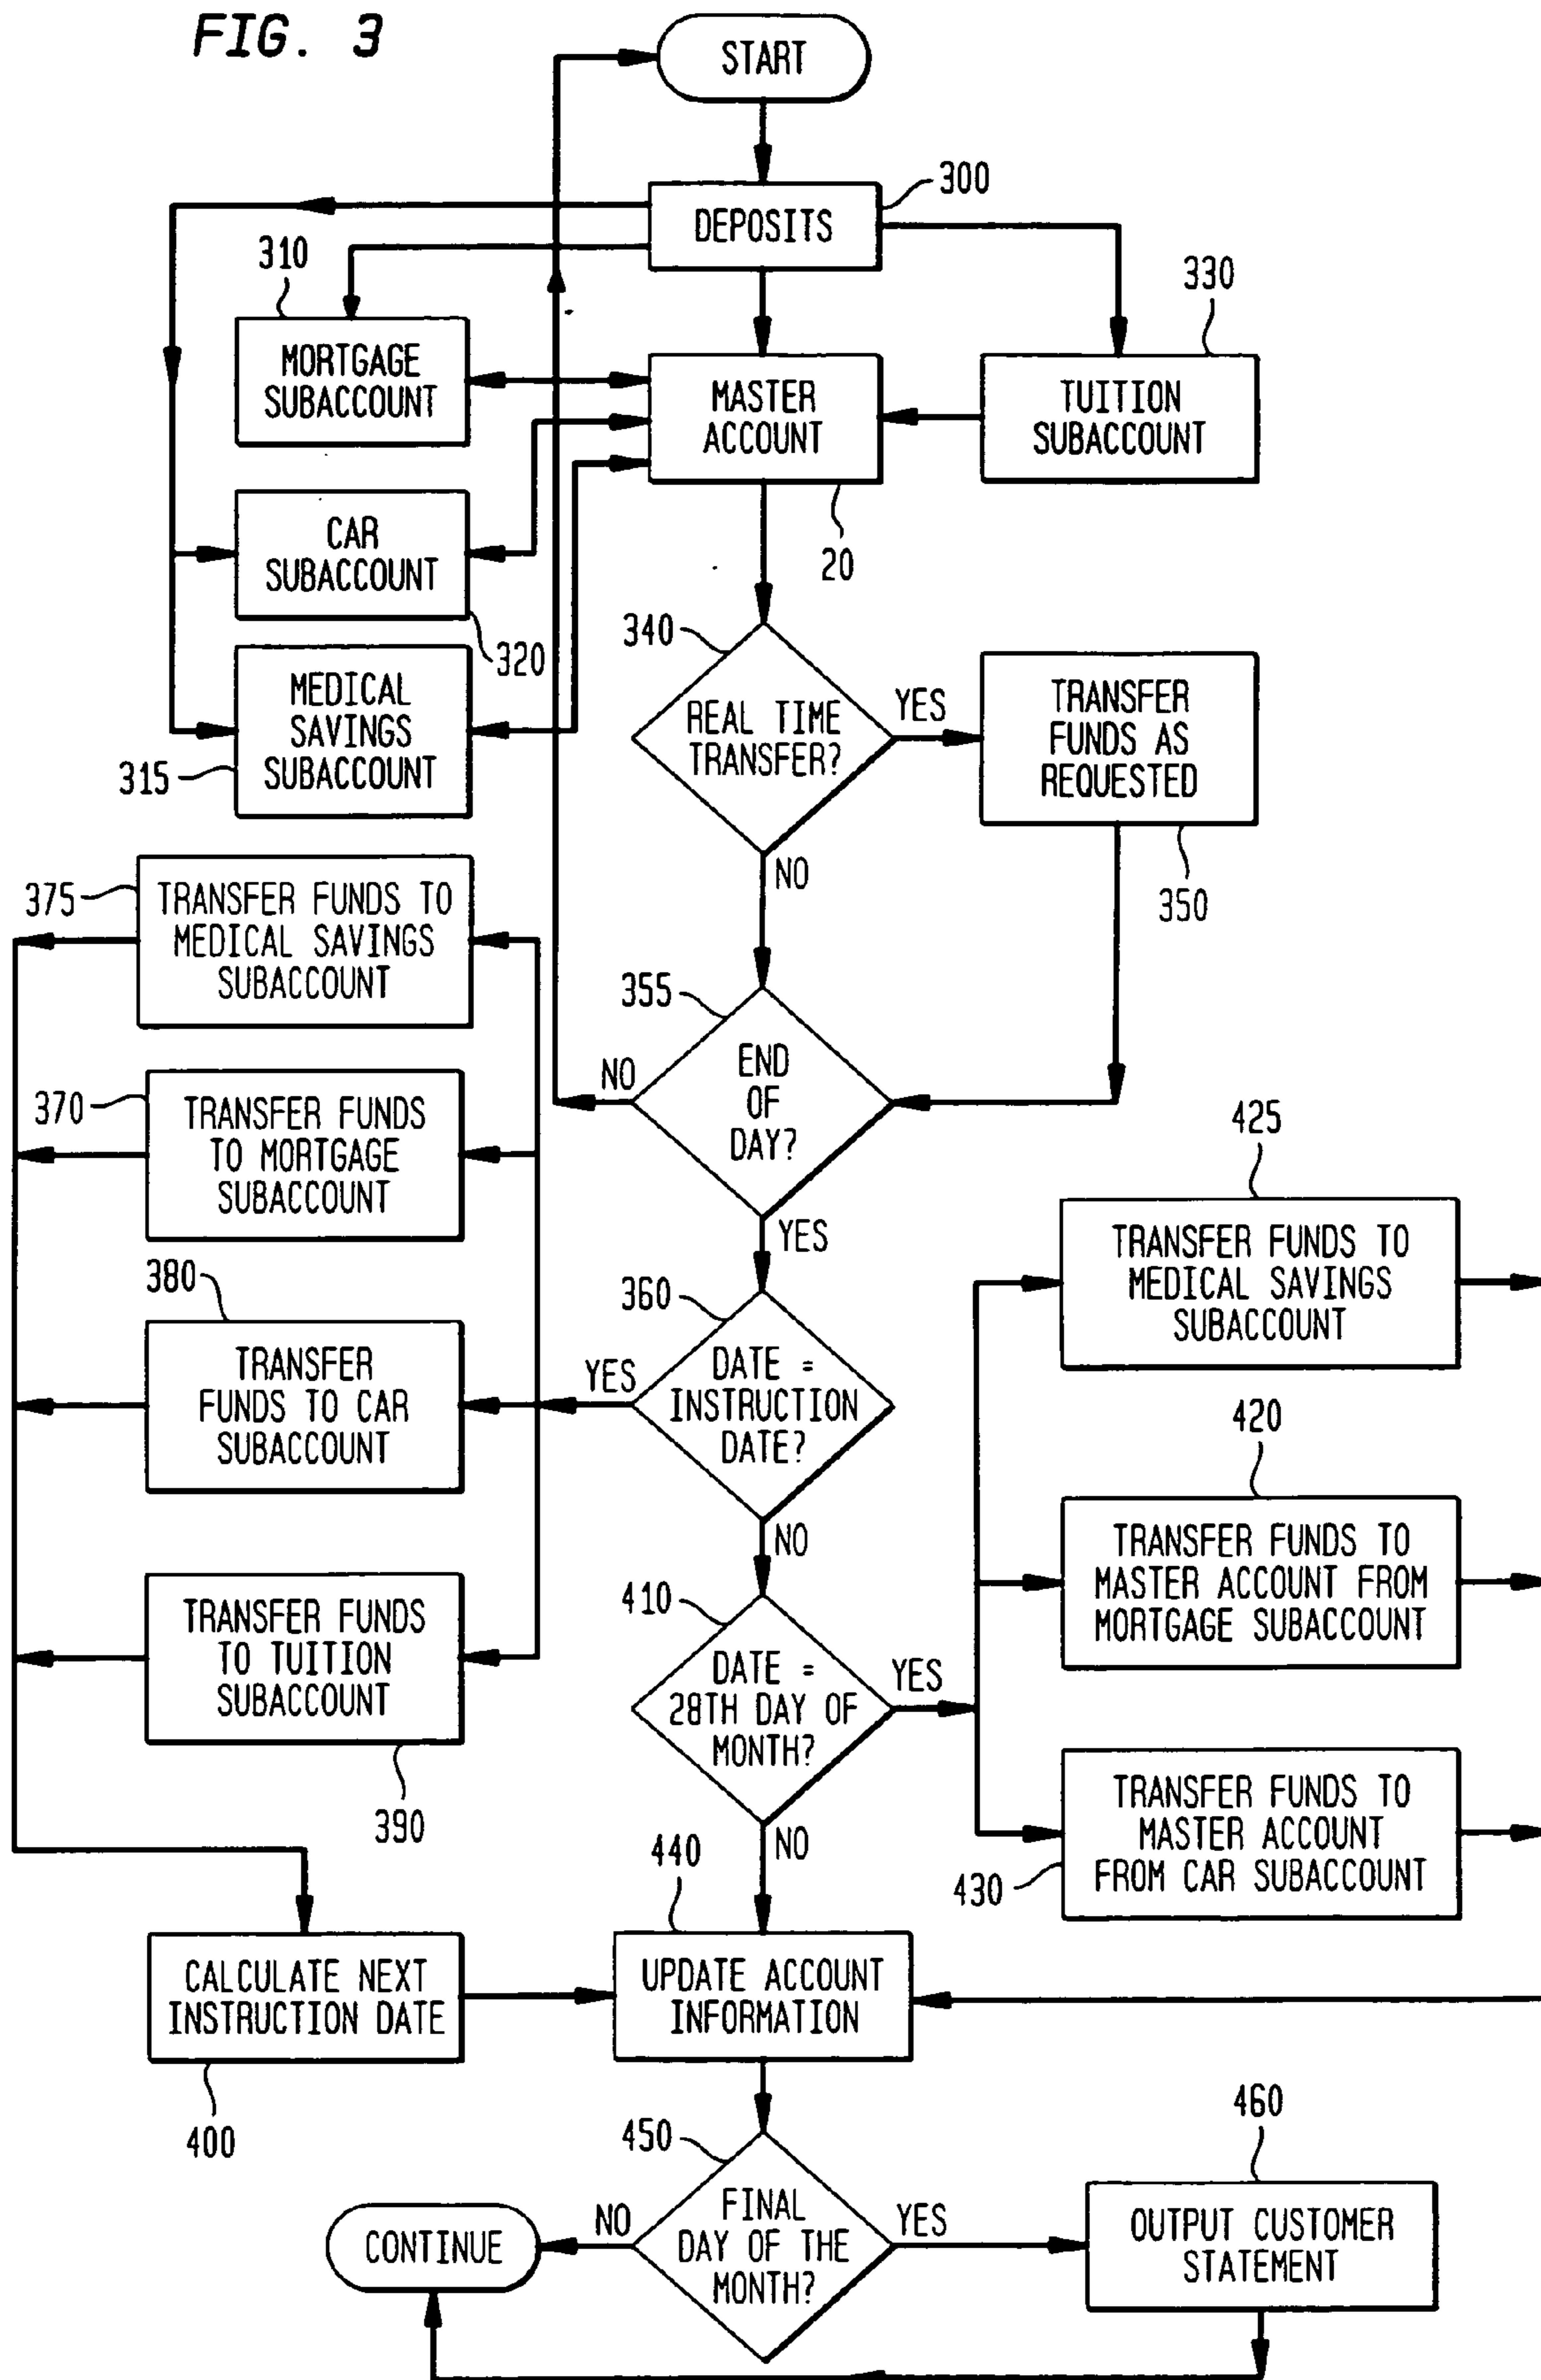 FIG. 3
START
300
DEPOSITS
310
330
MORTGAGE
SUBACCOUNT
MASTER
ACCOUNT
TUITION
SUBACCOUNT
20
CAR
SUBACCOUNT
320
340
MEDICAL
SAVINGS
SUBACCOUNT
315
REAL TIME
TRANSFER?
YES
NO
TRANSFER
FUNDS AS
REQUESTED
350
375
TRANSFER FUNDS TO
MEDICAL SAVINGS
SUBACCOUNT
355
END
OF
DAY?
NO
YES
370
TRANSFER FUNDS
TO MORTGAGE
SUBACCOUNT
425
TRANSFER FUNDS TO
MEDICAL SAVINGS
SUBACCOUNT
380
TRANSFER
FUNDS TO CAR
SUBACCOUNT
360
DATE =
INSTRUCTION
DATE?
YES
NO
420
TRANSFER FUNDS TO
MASTER ACCOUNT FROM
MORTGAGE SUBACCOUNT
TRANSFER FUNDS
TO TUITION
SUBACCOUNT
390
410
DATE =
28TH DAY OF
MONTH?
YES
NO
TRANSFER FUNDS TO
MASTER ACCOUNT
FROM CAR SUBACCOUNT
430
440
CALCULATE NEXT
INSTRUCTION DATE
400
UPDATE ACCOUNT
INFORMATION
450
FINAL
DAY OF THE
MONTH?
NO
YES
CONTINUE
460
OUTPUT CUSTOMER
STATEMENT